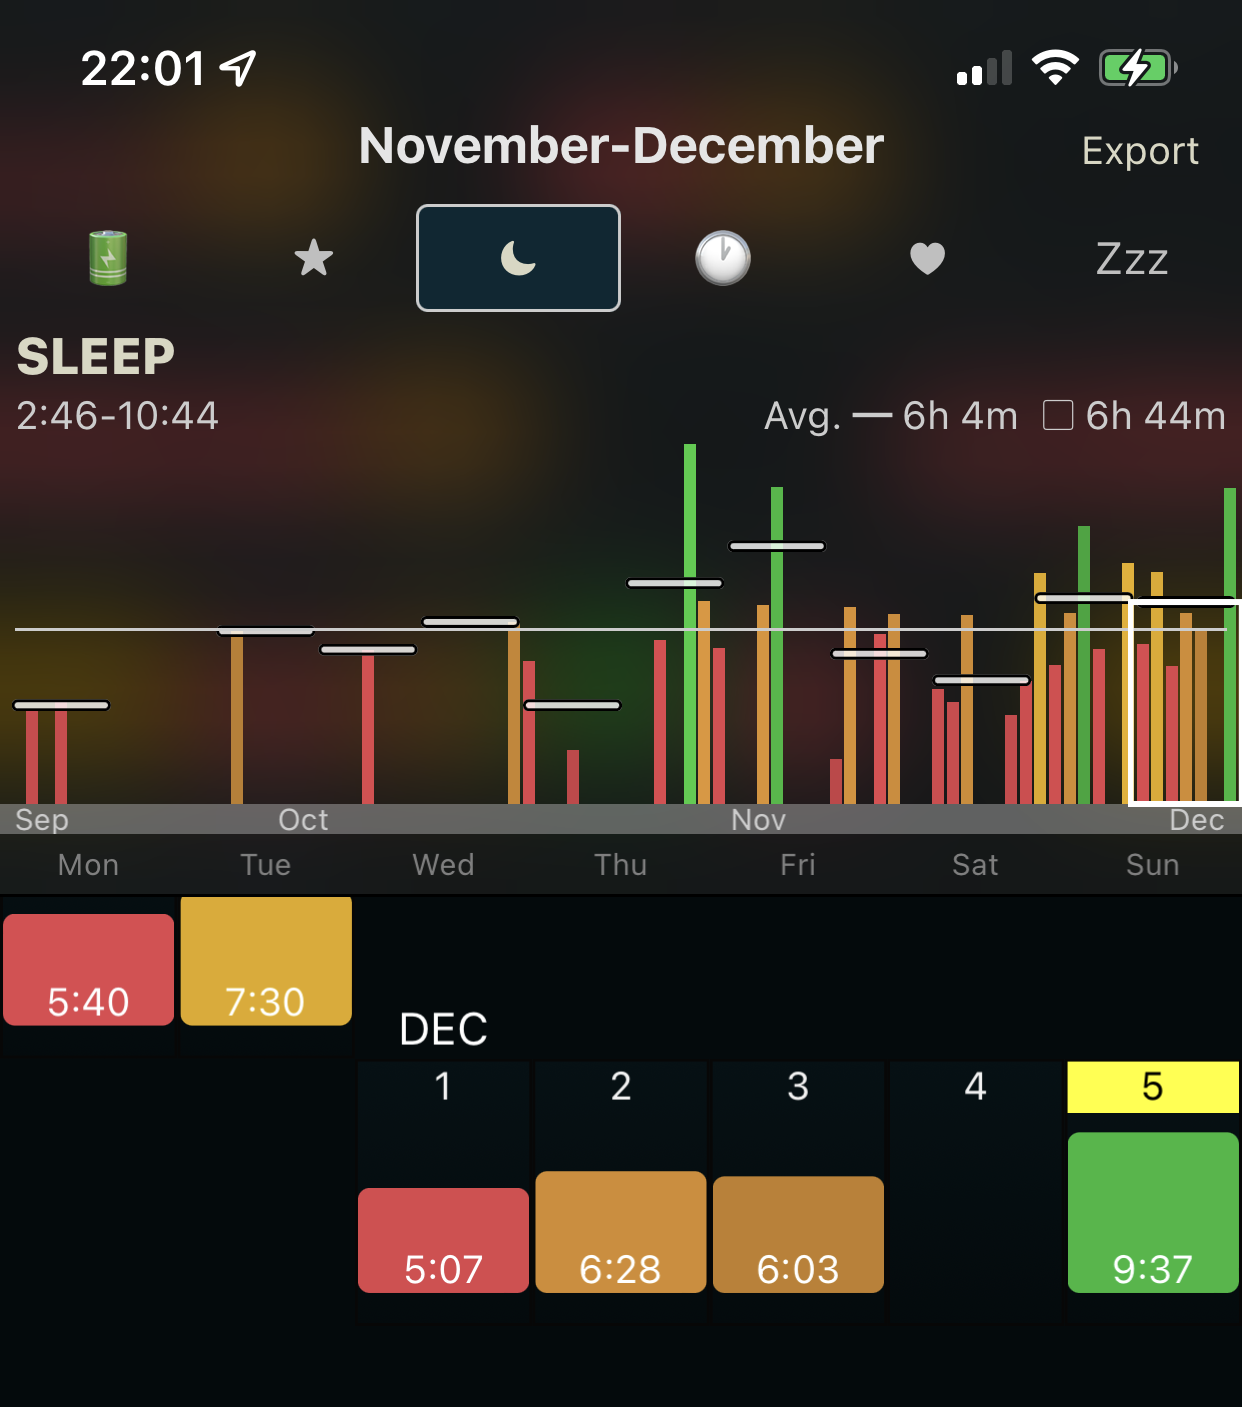 22:01
November-December
Export
Zzz
SLEEP
2:46-10:44
Avg. 6h 4m 6h 44m
Sep Oct Nov Dec
Mon Tue Wed Thu Fri Sat Sun
5:40 7:30
DEC
1 2 3 4 5
5:07 6:28 6:03 9:37